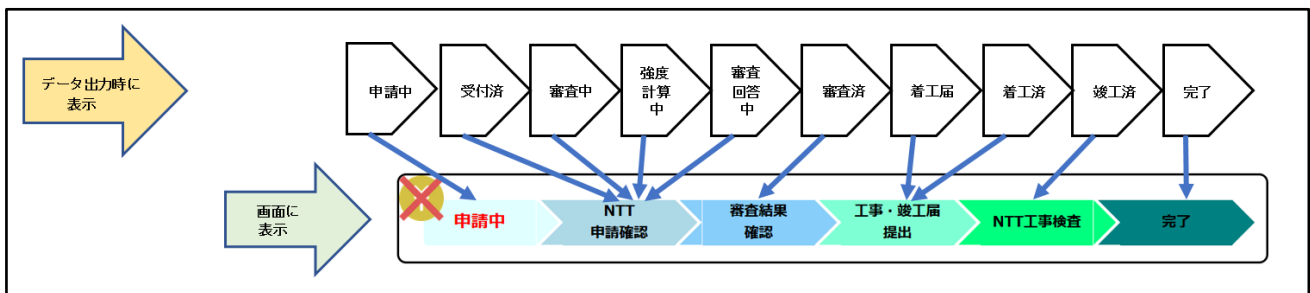 データ出力時に
表示
申請中
受付済
審査中
強度
計算
中
審査
回答
中
審査済
着工届
着工済
竣工済
完了
画面に
表示
申請中
NTT
申請確認
審査結果
確認
工事・竣工届
提出
NTT工事検査
完了